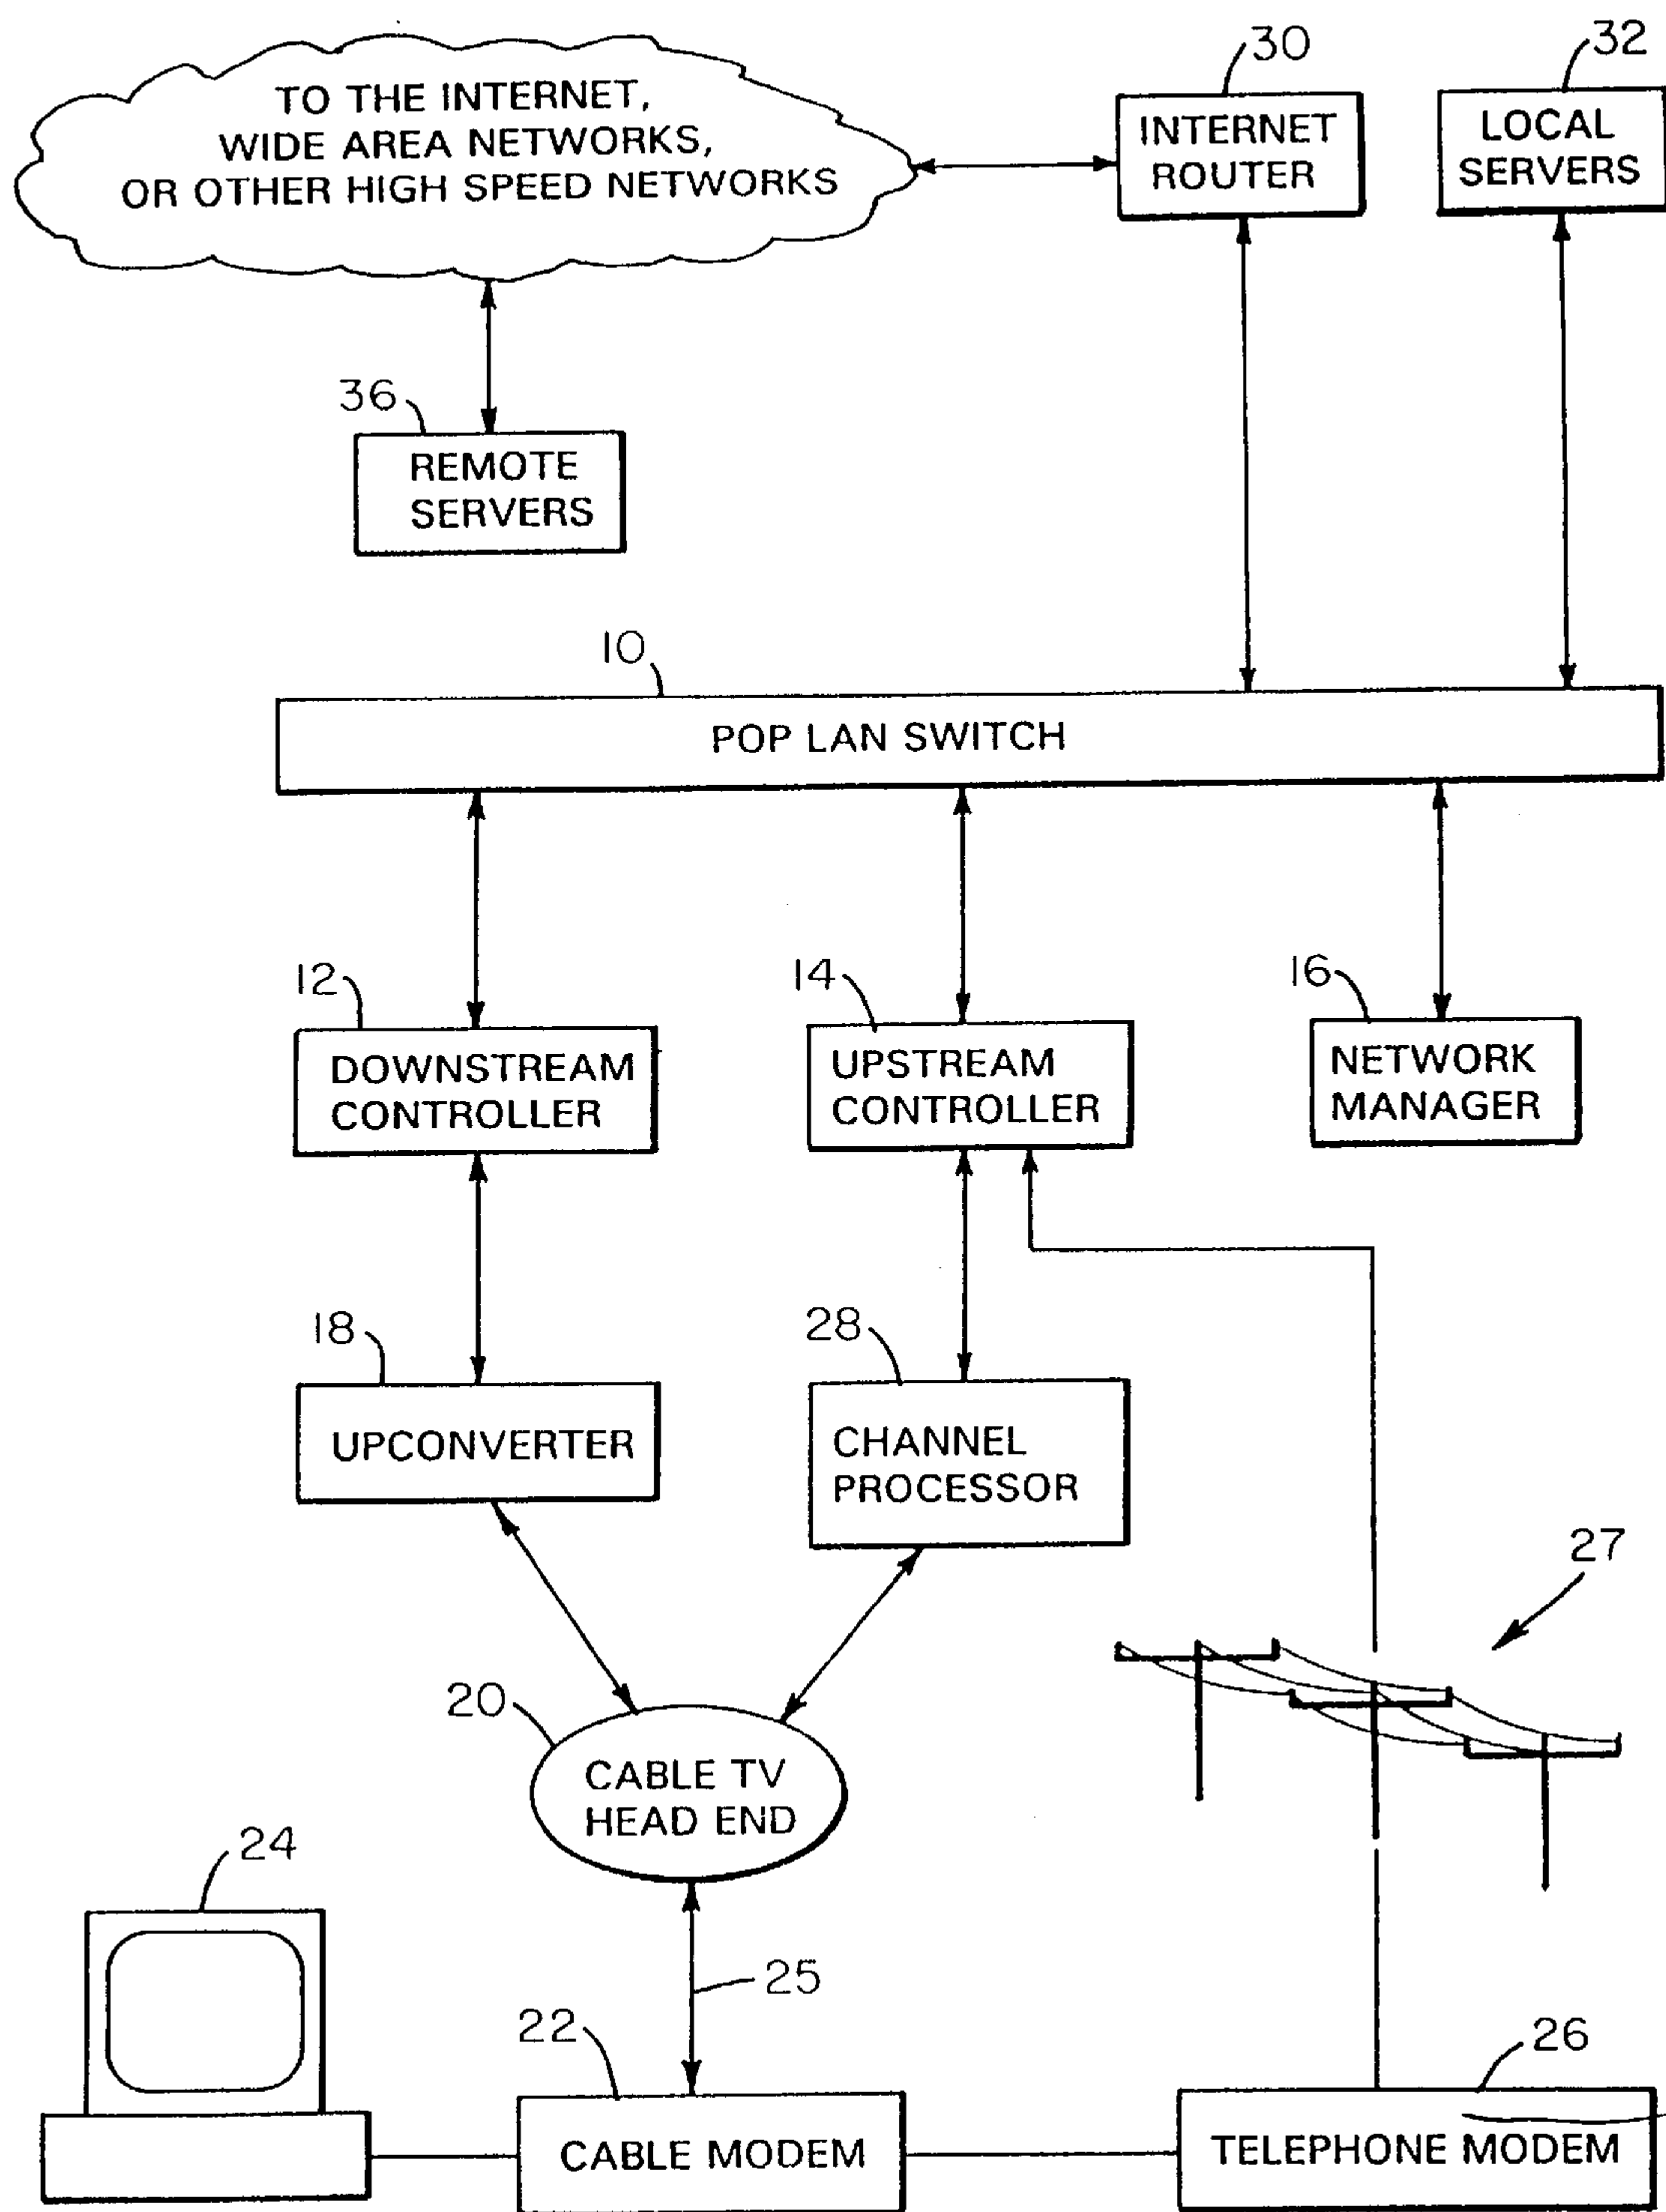 30
32
TO THE INTERNET,
WIDE AREA NETWORKS,
OR OTHER HIGH SPEED NETWORKS
INTERNET
ROUTER
LOCAL
SERVERS
36
REMOTE
SERVERS
10
POP LAN SWITCH
12
14
16
DOWNSTREAM
CONTROLLER
UPSTREAM
CONTROLLER
NETWORK
MANAGER
18
28
UPCONVERTER
CHANNEL
PROCESSOR
27
20
CABLE TV
HEAD END
24
25
22
26
CABLE MODEM
TELEPHONE MODEM